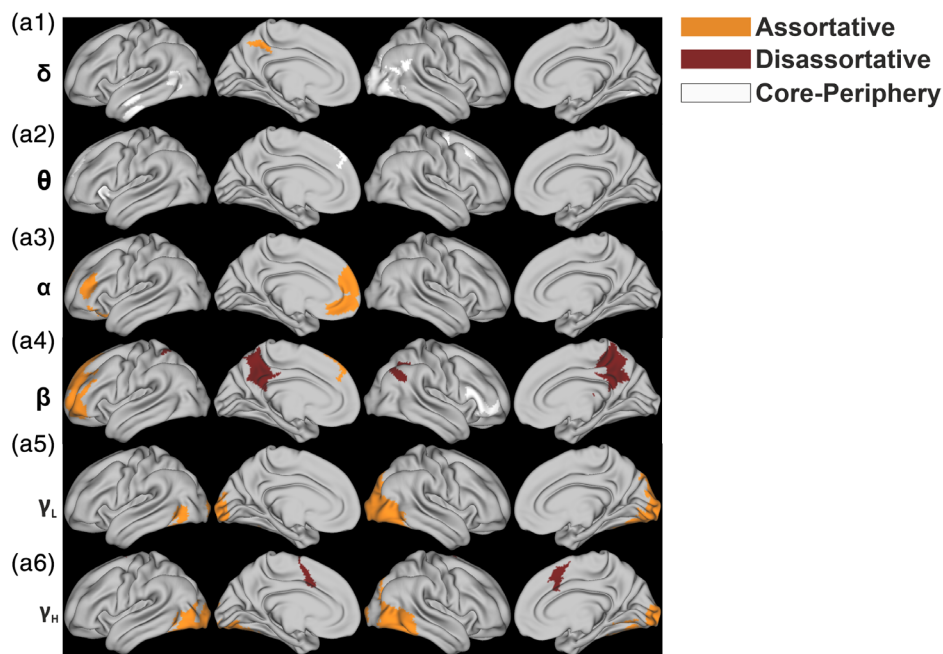 (a1)
δ
(a2)
θ
(a3)
α
(a4)
β
(a5)
γL
(a6)
γH
Assortative
Disassortative
Core-Periphery